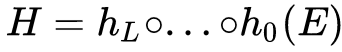 H = h_L ∘ … ∘ h_0(E)